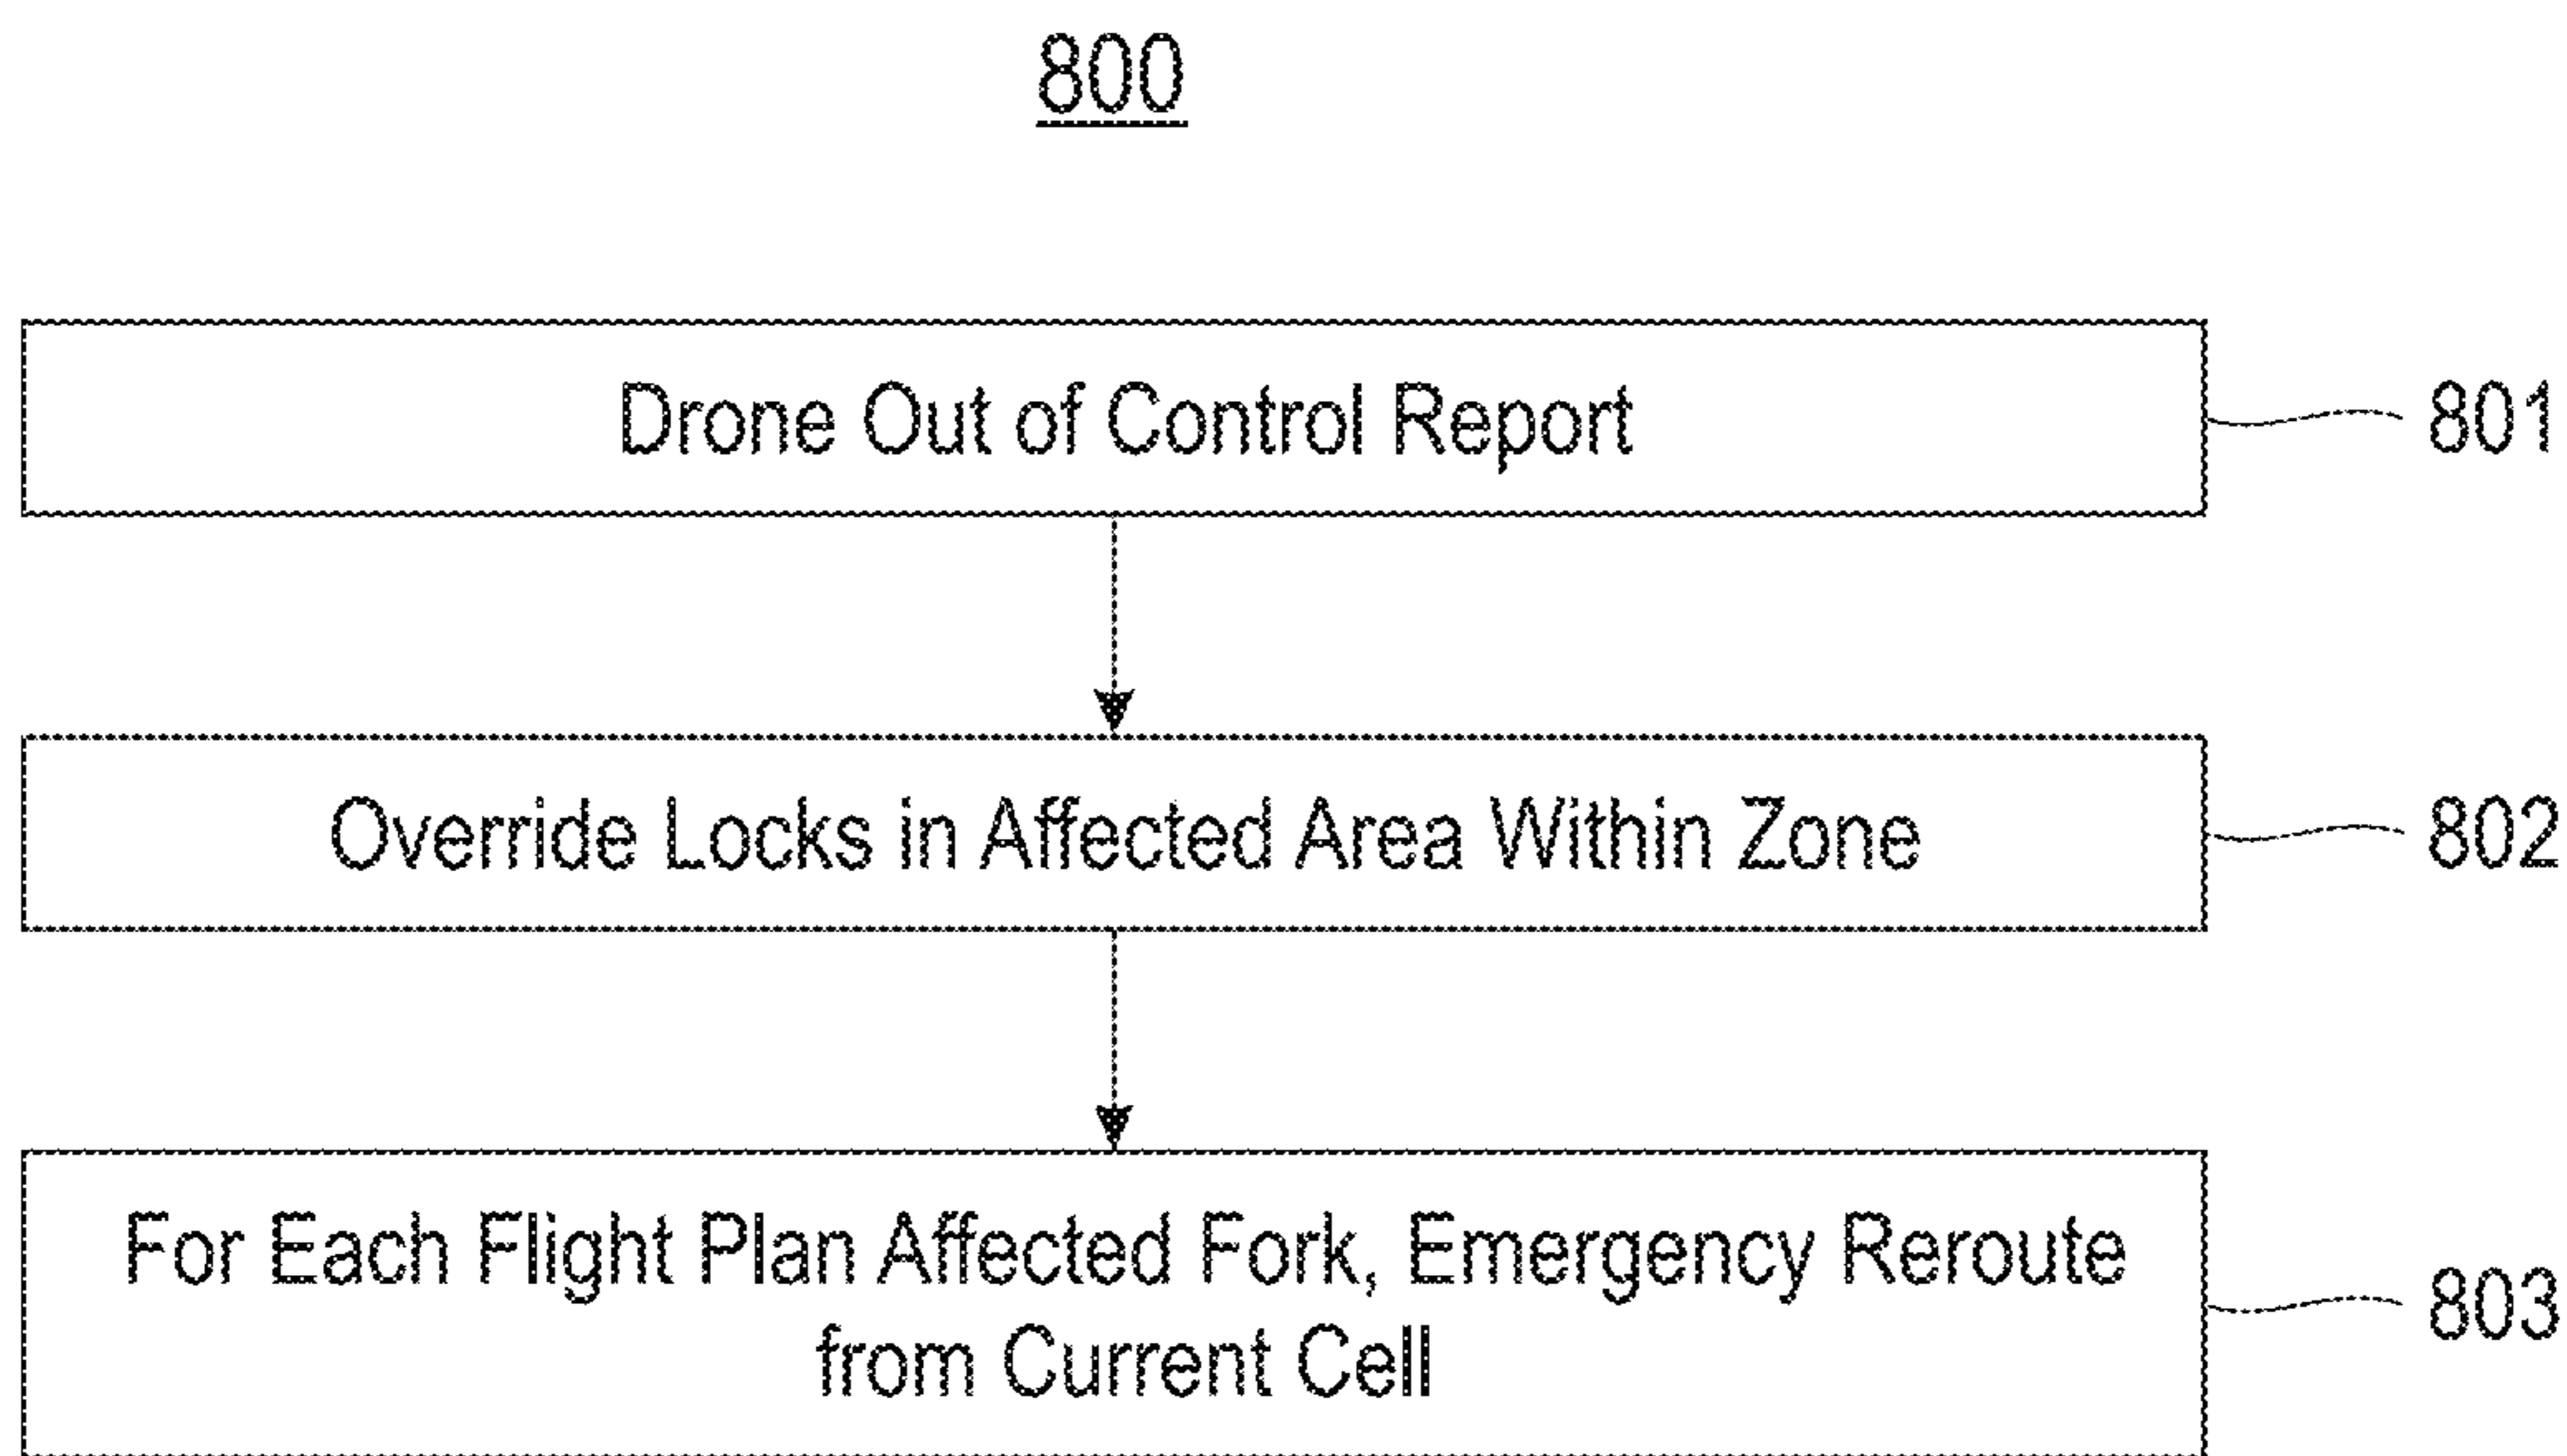 800
Drone Out of Control Report
801
Override Locks in Affected Area Within Zone
802
For Each Flight Plan Affected Fork, Emergency Reroute
from Current Cell
803